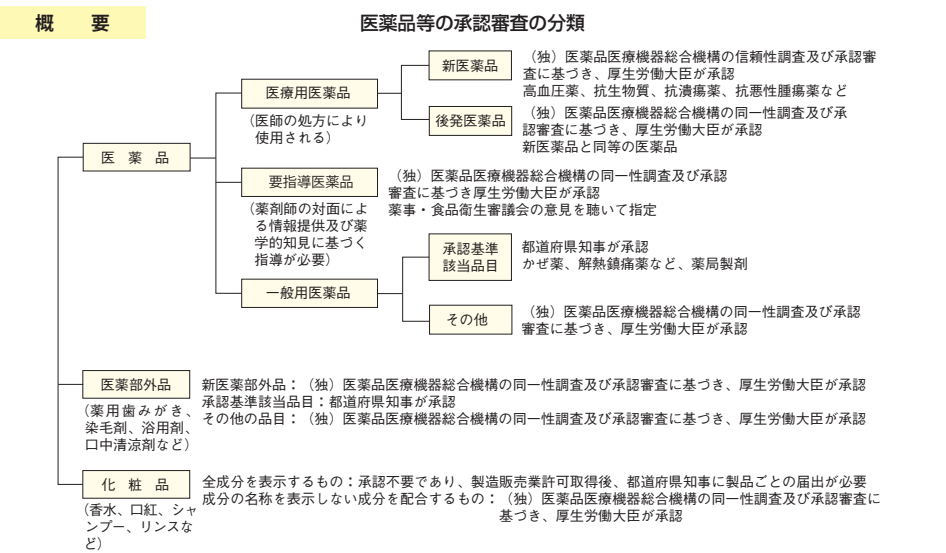 概　要
医薬品等の承認審査の分類
医薬品
医療用医薬品
（医師の処方により
使用される）
新医薬品
（独）医薬品医療機器総合機構の信頼性調査及び承認審
査に基づき、厚生労働大臣が承認
高血圧薬、抗生物質、抗潰瘍薬、抗悪性腫瘍薬など
後発医薬品
（独）医薬品医療機器総合機構の同一性調査及び承
認審査に基づき、厚生労働大臣が承認
新医薬品と同等の医薬品
要指導医薬品
（薬剤師の対面によ
る情報提供及び薬
学的知見に基づく
指導が必要）
（独）医薬品医療機器総合機構の同一性調査及び承認
審査に基づき厚生労働大臣が承認
薬事・食品衛生審議会の意見を聴いて指定
一般用医薬品
承認基準
該当品目
都道府県知事が承認
かぜ薬、解熱鎮痛薬など、薬局製剤
その他
（独）医薬品医療機器総合機構の同一性調査及び承認
審査に基づき、厚生労働大臣が承認
医薬部外品
（薬用歯みがき、
染毛剤、浴用剤、
口中清涼剤など）
新医薬部外品：（独）医薬品医療機器総合機構の同一性調査及び承認審査に基づき、厚生労働大臣が承認
承認基準該当品目：都道府県知事が承認
その他の品目：（独）医薬品医療機器総合機構の同一性調査及び承認審査に基づき、厚生労働大臣が承認
化粧品
（香水、口紅、シャ
ンプー、リンスな
ど）
全成分を表示するもの：承認不要であり、製造販売業許可取得後、都道府県知事に製品ごとの届出が必要
成分の名称を表示しない成分を配合するもの：（独）医薬品医療機器総合機構の同一性調査及び承認審査に
基づき、厚生労働大臣が承認